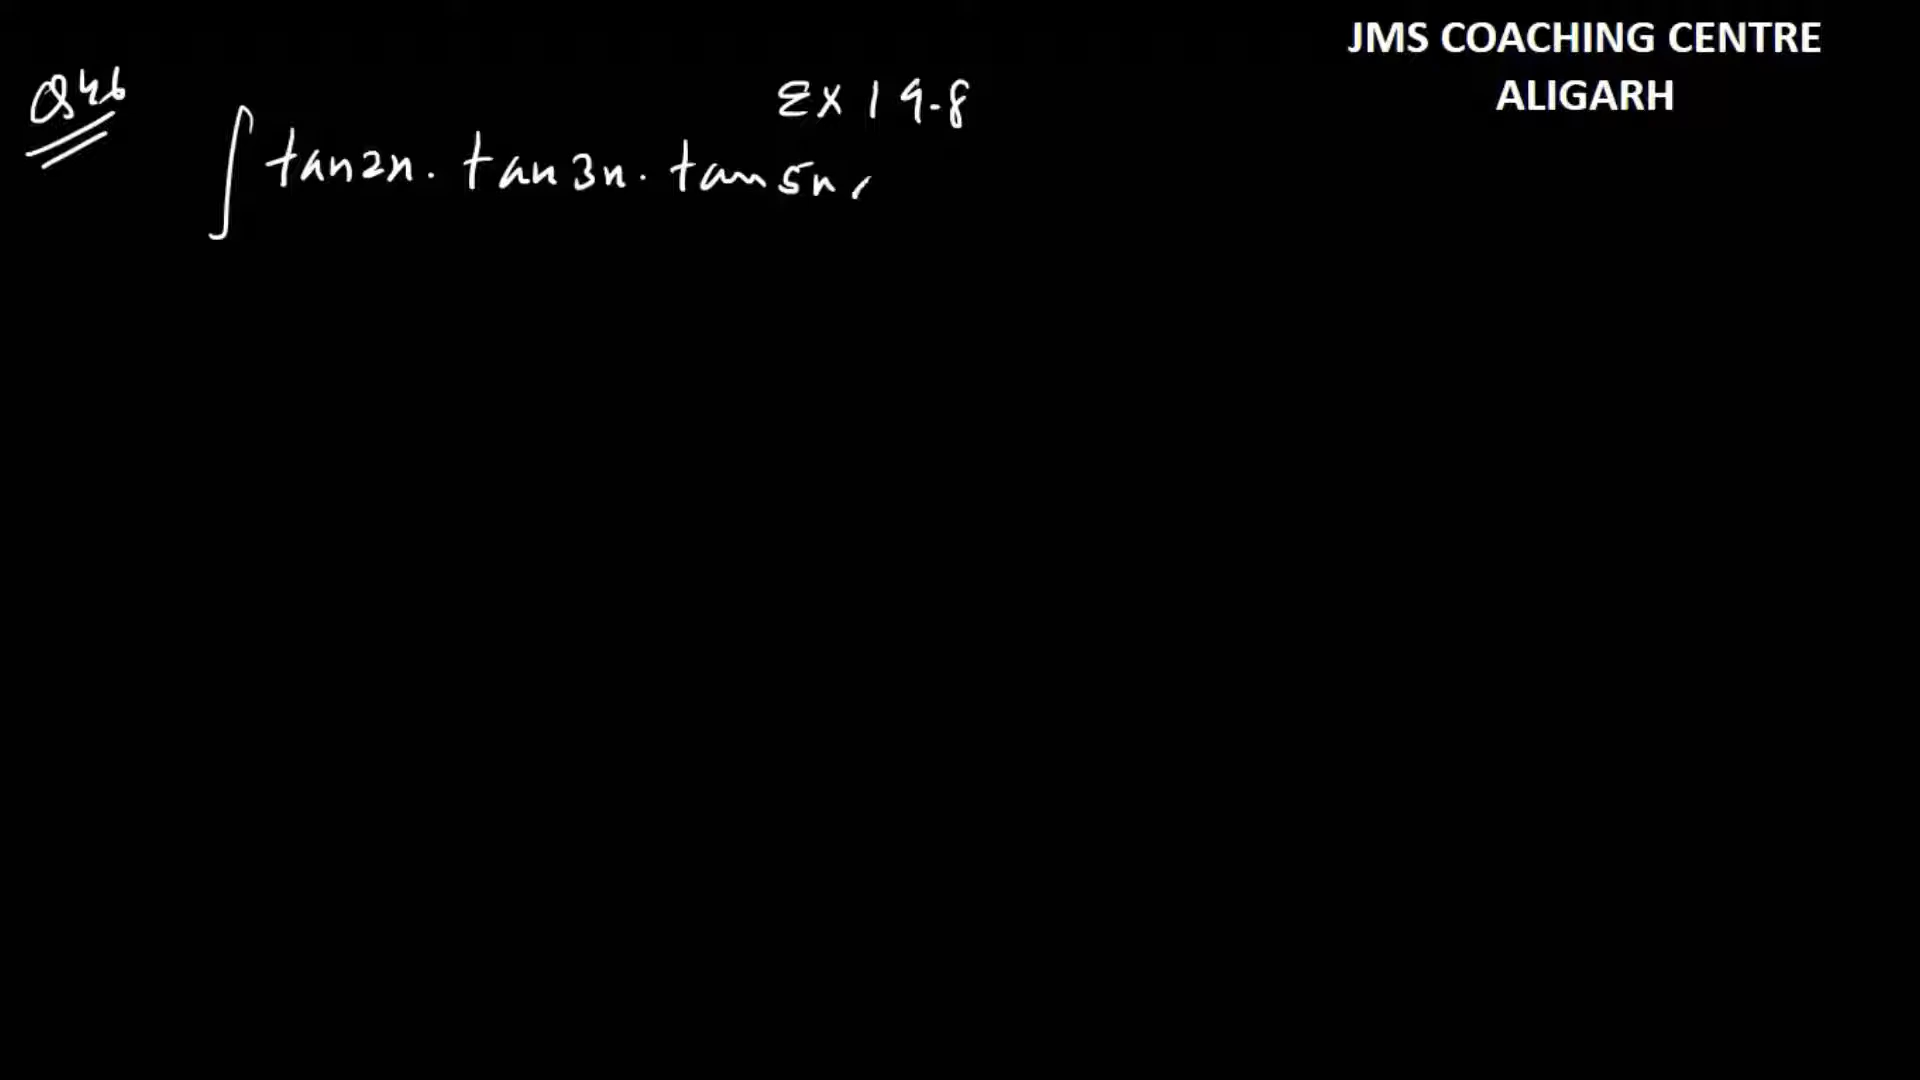 JMS COACHING CENTRE
ALIGARH
Q46
Ex 19.8
∫ tan2x . tan3x . tan5x